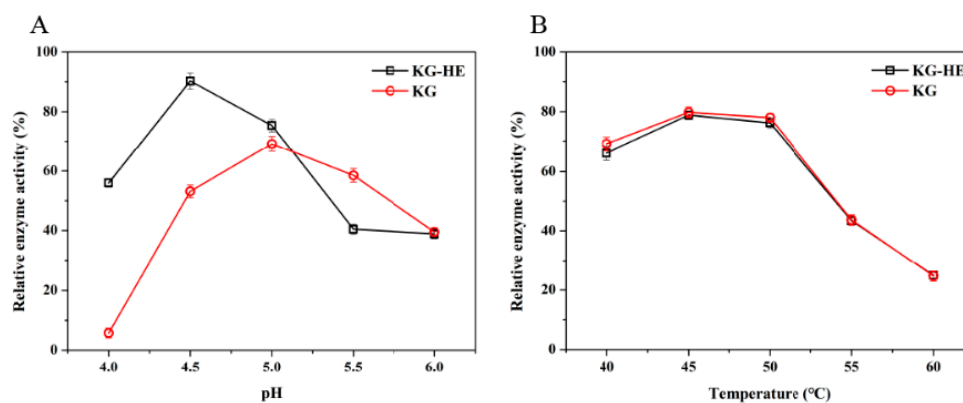 A
100
80
60
40
20
0
Relative enzyme activity (%)
KG-HE
KG
4.0 4.5 5.0 5.5 6.0
pH
B
100
80
60
40
20
0
Relative enzyme activity (%)
KG-HE
KG
40 45 50 55 60
Temperature (°C)